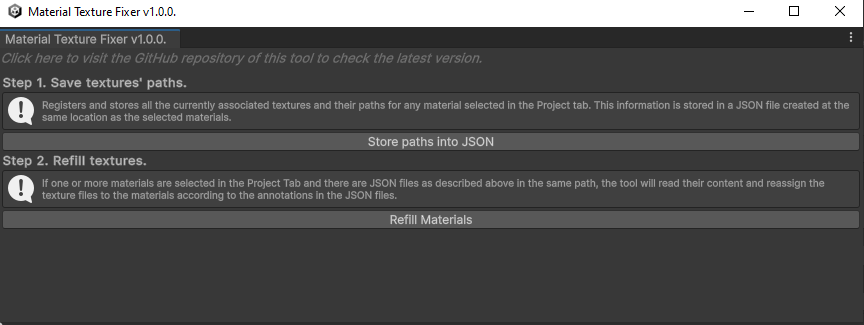 Material Texture Fixer v1.0.0.
Material Texture Fixer v1.0.0.
Click here to visit the GitHub repository of this tool to check the latest version.
Step 1. Save textures' paths.
Registers and stores all the currently associated textures and their paths for any material selected in the Project tab. This information is stored in a JSON file created at the
same location as the selected materials.
Store paths into JSON
Step 2. Refill textures.
If one or more materials are selected in the Project Tab and there are JSON files as described above in the same path, the tool will read their content and reassign the
texture files to the materials according to the annotations in the JSON files.
Refill Materials